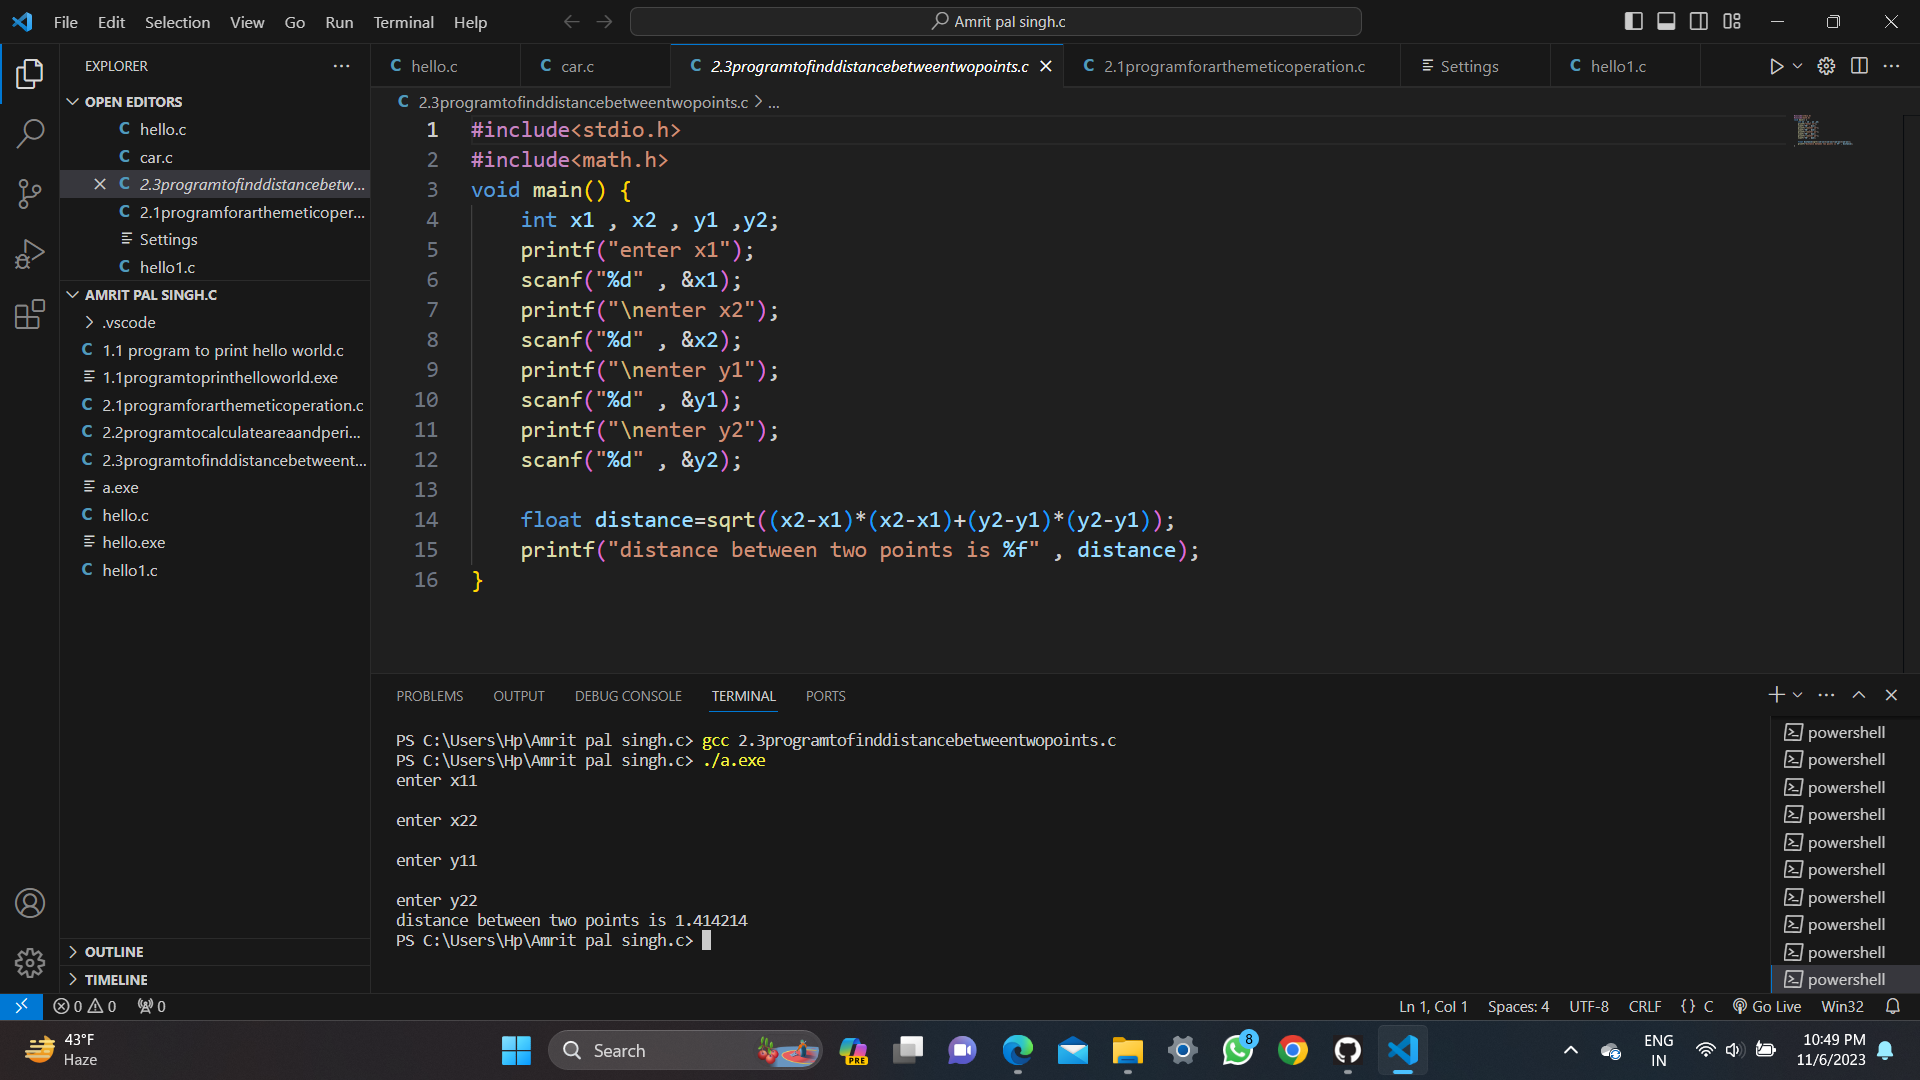 File Edit Selection View Go Run Terminal Help
Amrit pal singh.c
EXPLORER
OPEN EDITORS
hello.c
car.c
2.3programtofinddistancebetw...
2.1programforarthemeticoper...
Settings
hello1.c
AMRIT PAL SINGH.C
.vscode
1.1 program to print hello world.c
1.1programtoprinthelloworld.exe
2.1programforarthemeticoperation.c
2.2programtocalculateareaandperi...
2.3programtofinddistancebetweent...
a.exe
hello.c
hello.exe
hello1.c
OUTLINE
TIMELINE
hello.c car.c 2.3programtofinddistancebetweentwopoints.c 2.1programforarthemeticoperation.c Settings hello1.c
2.3programtofinddistancebetweentwopoints.c > ...
1 #include<stdio.h>
2 #include<math.h>
3 void main() {
4 int x1 , x2 , y1 ,y2;
5 printf("enter x1");
6 scanf("%d" , &x1);
7 printf("\nenter x2");
8 scanf("%d" , &x2);
9 printf("\nenter y1");
10 scanf("%d" , &y1);
11 printf("\nenter y2");
12 scanf("%d" , &y2);
13
14 float distance=sqrt((x2-x1)*(x2-x1)+(y2-y1)*(y2-y1));
15 printf("distance between two points is %f" , distance);
16 }
PROBLEMS OUTPUT DEBUG CONSOLE TERMINAL PORTS
PS C:\Users\Hp\Amrit pal singh.c> gcc 2.3programtofinddistancebetweentwopoints.c
PS C:\Users\Hp\Amrit pal singh.c> ./a.exe
enter x11
enter x22
enter y11
enter y22
distance between two points is 1.414214
PS C:\Users\Hp\Amrit pal singh.c>
powershell
powershell
powershell
powershell
powershell
powershell
powershell
powershell
powershell
powershell
0 0 0 Ln 1, Col 1 Spaces: 4 UTF-8 CRLF {} C Go Live Win32
43°F
Haze
Search
PRE
8
ENG
IN
10:49 PM
11/6/2023